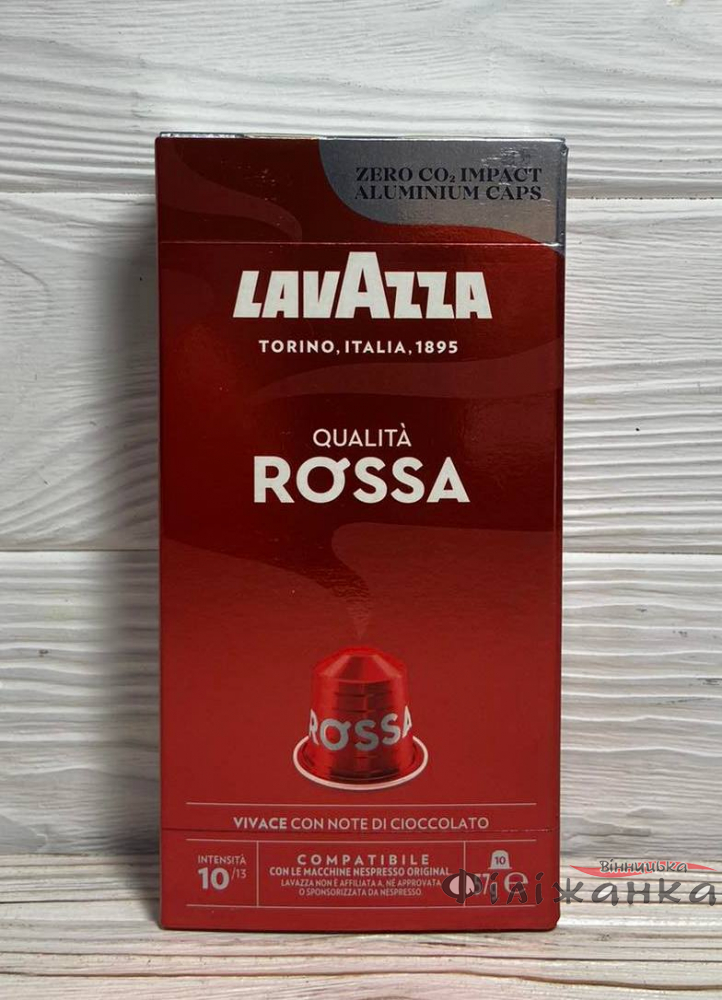 ZERO CO₂ IMPACT
ALUMINIUM CAPS
LAVAZZA
TORINO, ITALIA, 1895
QUALITÀ
ROSSA
ROSSA
VIVACE CON NOTE DI CIOCCOLATO
INTENSITÀ
10/13
COMPATIBILE
CON LE MACCHINE NESPRESSO ORIGINAL
LAVAZZA NON È AFFILIATA A, NÉ APPROVATA
O SPONSORIZZATA DA NESPRESSO
10
57g ℮
Вінницька
Філіжанка